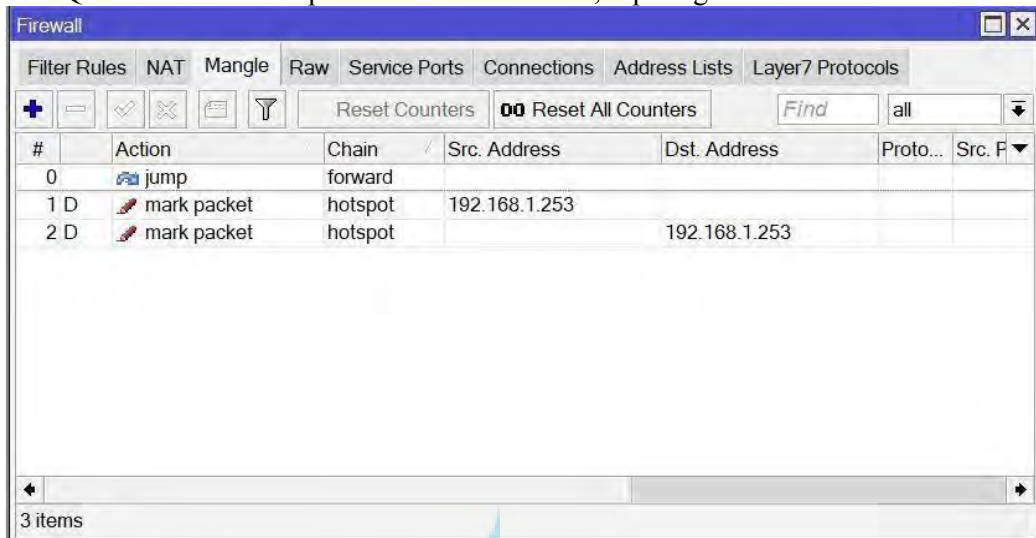 Firewall
Filter Rules NAT Mangle Raw Service Ports Connections Address Lists Layer7 Protocols
Reset Counters 00 Reset All Counters Find all
# Action Chain Src. Address Dst. Address Proto... Src. P
0 jump forward
1 D mark packet hotspot 192.168.1.253
2 D mark packet hotspot 192.168.1.253
3 items